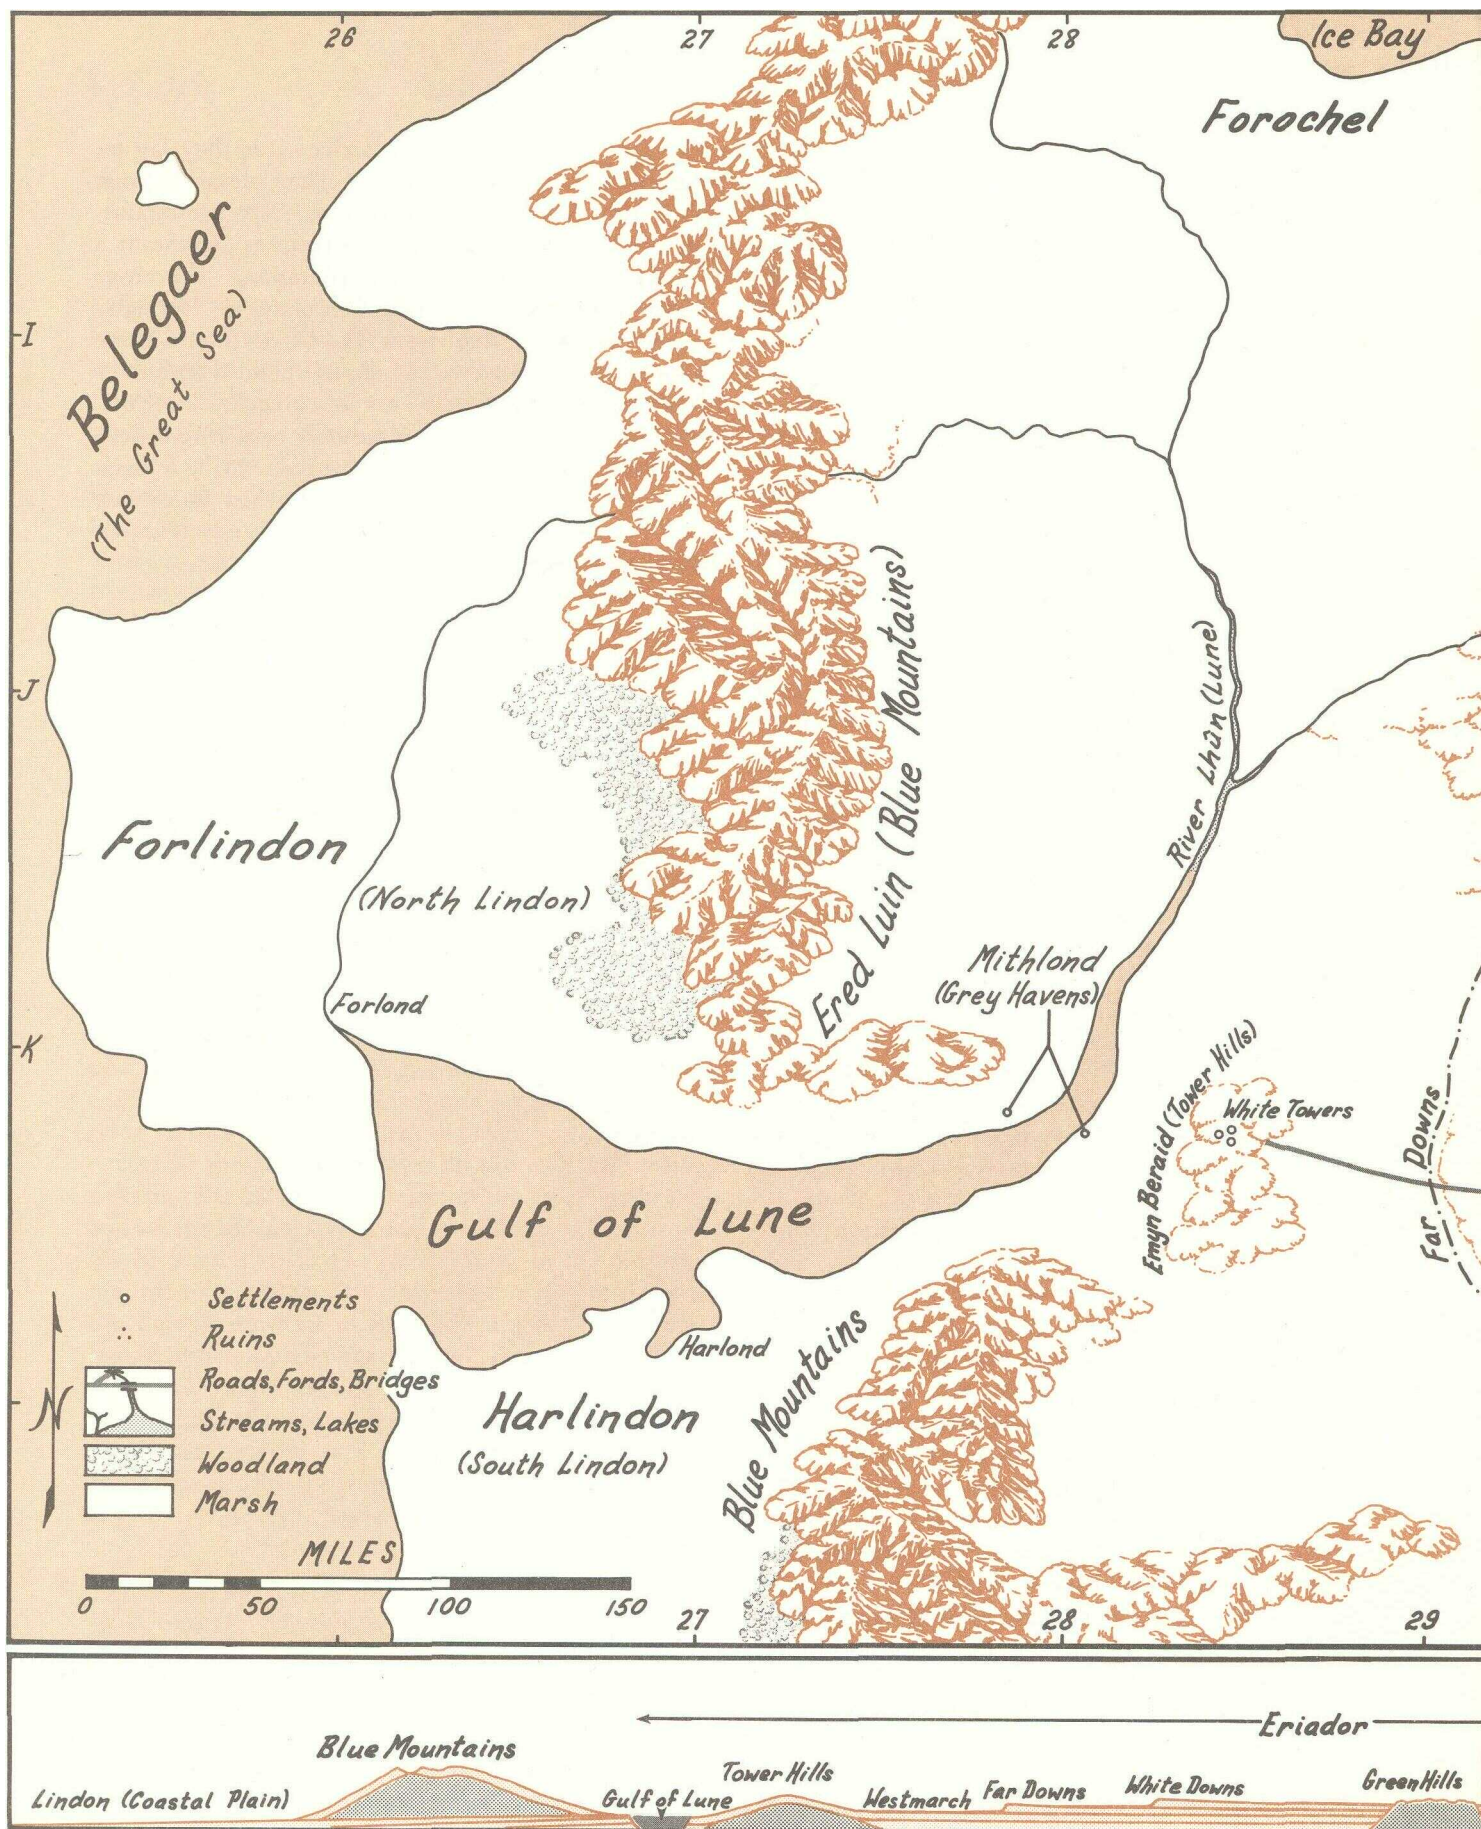 26
27
28
Ice Bay
Forochel
Belegaer
(The Great Sea)
I
J
K
Ered Luin (Blue Mountains)
River Lhûn (Lune)
Forlindon
(North Lindon)
Forlond
Mithlond
(Grey Havens)
Emyn Beraid (Tower Hills)
White Towers
Far Downs
Gulf of Lune
Harlond
Blue Mountains
Harlindon
(South Lindon)
Settlements
Ruins
Roads, Fords, Bridges
Streams, Lakes
Woodland
Marsh
N
MILES
0 50 100 150
27
28
29
Eriador
Blue Mountains
Lindon (Coastal Plain)
Gulf of Lune
Tower Hills
Westmarch
Far Downs
White Downs
Green Hills